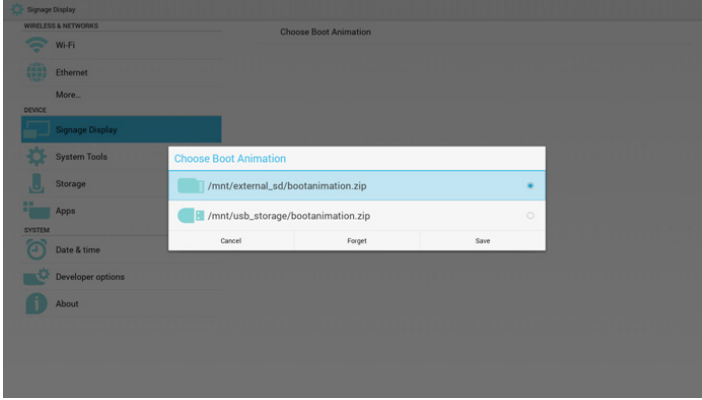 Signage Display
WIRELESS & NETWORKS
Wi-Fi
Ethernet
More...
DEVICE
Signage Display
System Tools
Storage
Apps
SYSTEM
Date & time
Developer options
About
Choose Boot Animation
Choose Boot Animation
/mnt/external_sd/bootanimation.zip
/mnt/usb_storage/bootanimation.zip
Cancel
Forget
Save